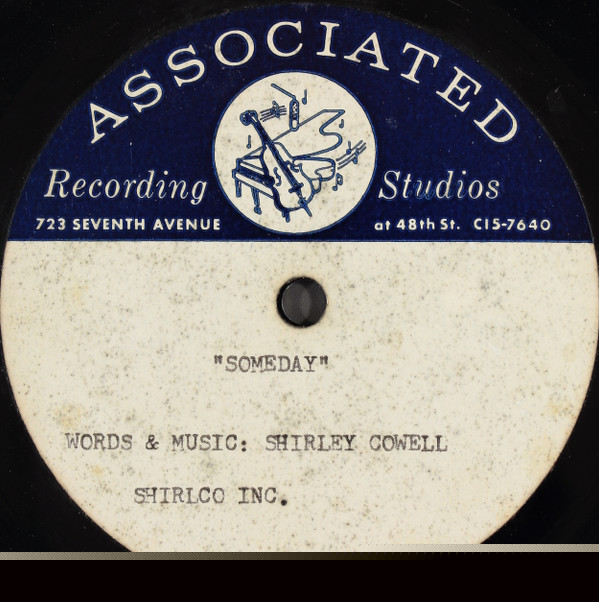 ASSOCIATED
Recording Studios
723 SEVENTH AVENUE at 48th St. CI5-7640
"SOMEDAY"
WORDS & MUSIC: SHIRLEY COWELL
SHIRLCO INC.